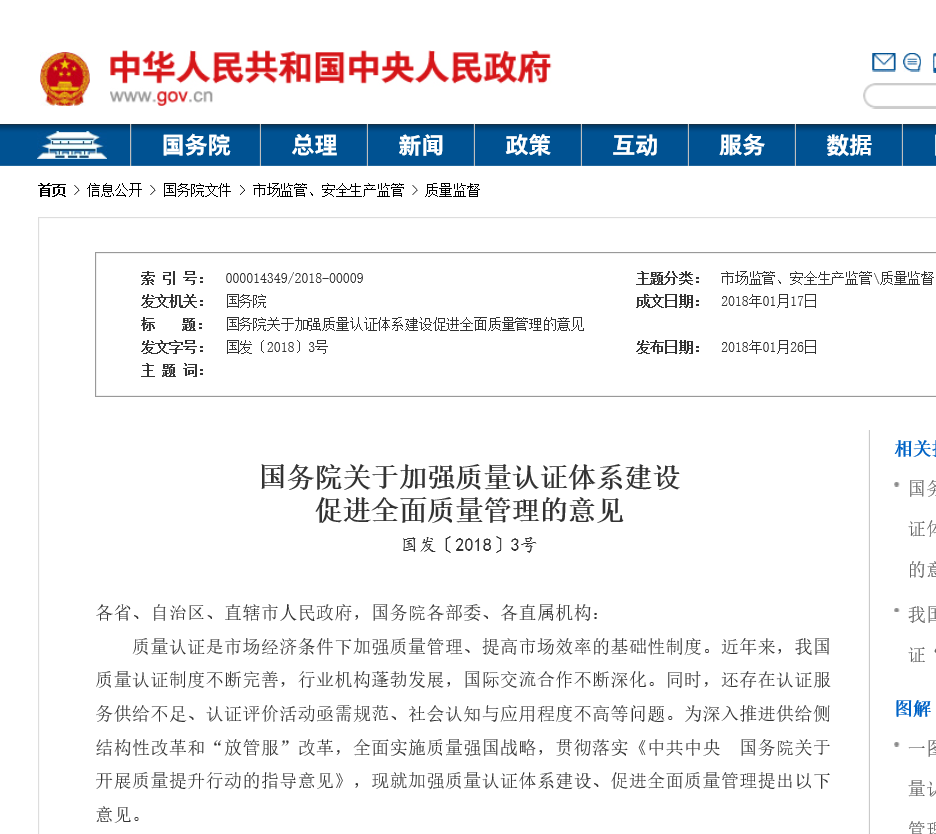 中华人民共和国中央人民政府
www.gov.cn
国务院 总理 新闻 政策 互动 服务 数据
首页 > 信息公开 > 国务院文件 > 市场监管、安全生产监管 > 质量监督
索 引 号： 000014349/2018-00009 主题分类： 市场监管、安全生产监管\质量监督
发文机关： 国务院 成文日期： 2018年01月17日
标 题： 国务院关于加强质量认证体系建设促进全面质量管理的意见
发文字号： 国发〔2018〕3号 发布日期： 2018年01月26日
主 题 词：
国务院关于加强质量认证体系建设
促进全面质量管理的意见
国发〔2018〕3号
各省、自治区、直辖市人民政府，国务院各部委、各直属机构：
质量认证是市场经济条件下加强质量管理、提高市场效率的基础性制度。近年来，我国
质量认证制度不断完善，行业机构蓬勃发展，国际交流合作不断深化。同时，还存在认证服
务供给不足、认证评价活动亟需规范、社会认知与应用程度不高等问题。为深入推进供给侧
结构性改革和“放管服”改革，全面实施质量强国战略，贯彻落实《中共中央　国务院关于
开展质量提升行动的指导意见》，现就加强质量认证体系建设、促进全面质量管理提出以下
意见。
相关
国务
证体
的意
我国
证“
图解
一图
量认
管理